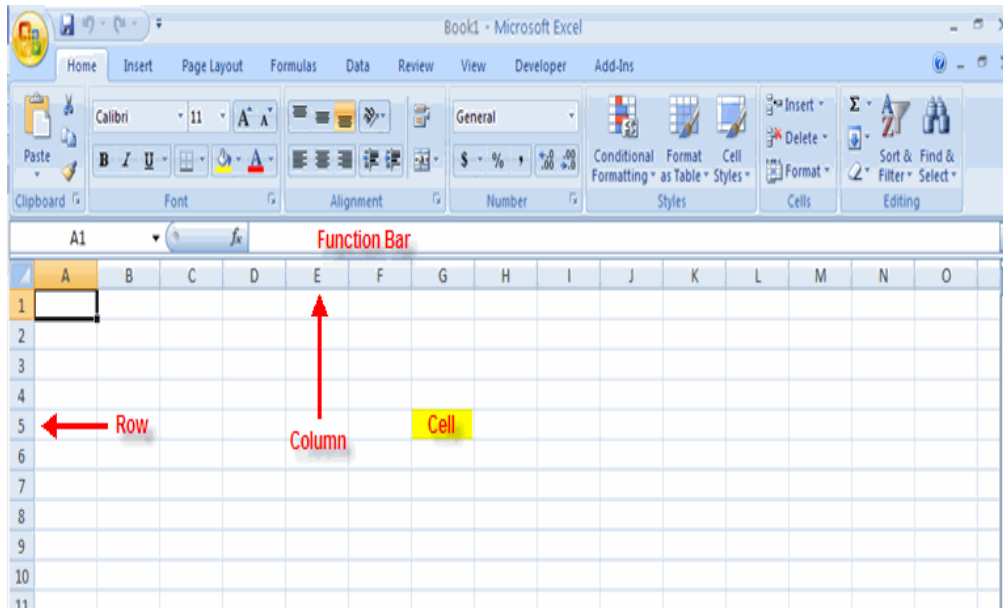 Book1 - Microsoft Excel
Home Insert Page Layout Formulas Data Review View Developer Add-Ins
Calibri 11 General Insert
Delete
Paste B I U $ % , Conditional Format Cell Sort & Find &
Formatting as Table Styles Format Filter Select
Clipboard Font Alignment Number Styles Cells Editing
A1 fx Function Bar
A B C D E F G H I J K L M N O
1
2
3
4
5 Row Cell
Column
6
7
8
9
10
11